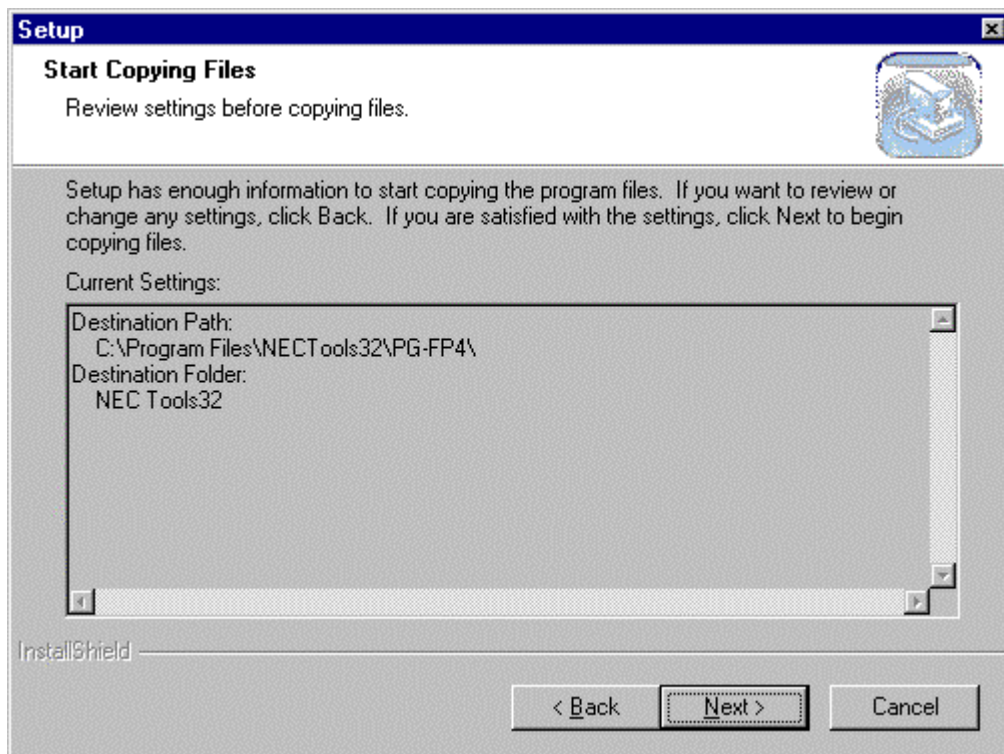 Setup
Start Copying Files
Review settings before copying files.
Setup has enough information to start copying the program files.  If you want to review or
change any settings, click Back.  If you are satisfied with the settings, click Next to begin
copying files.
Current Settings:
Destination Path:
C:\Program Files\NECTools32\PG-FP4\
Destination Folder:
NEC Tools32
InstallShield
< Back
Next >
Cancel